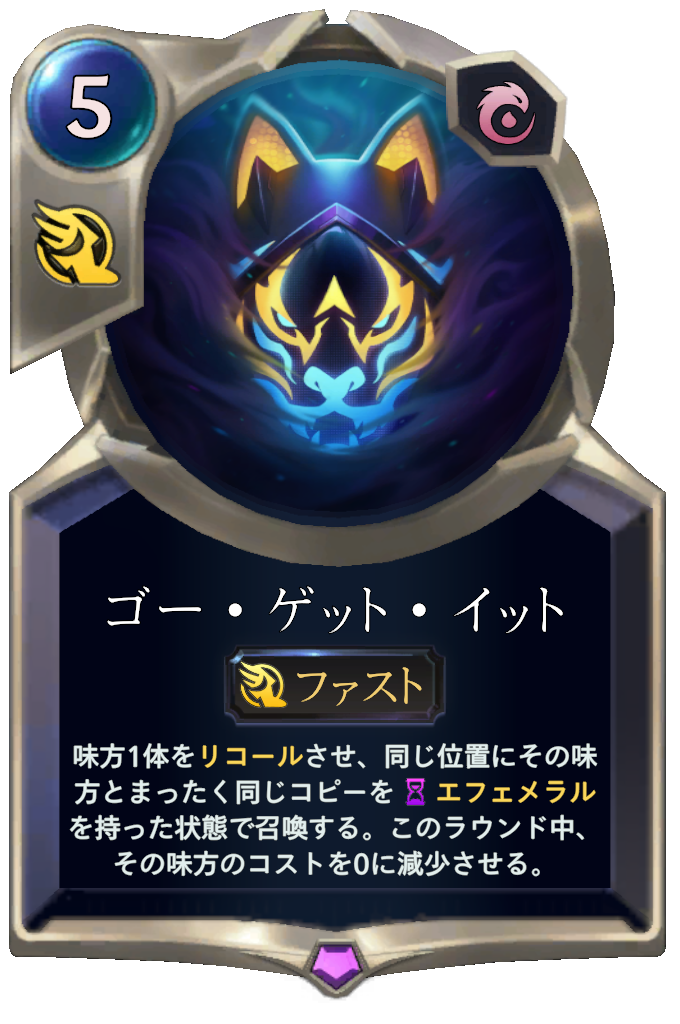 5
ゴー・ゲット・イット
ファスト
味方1体をリコールさせ、同じ位置にその味
方とまったく同じコピーを エフェメラル
を持った状態で召喚する。このラウンド中、
その味方のコストを0に減少させる。